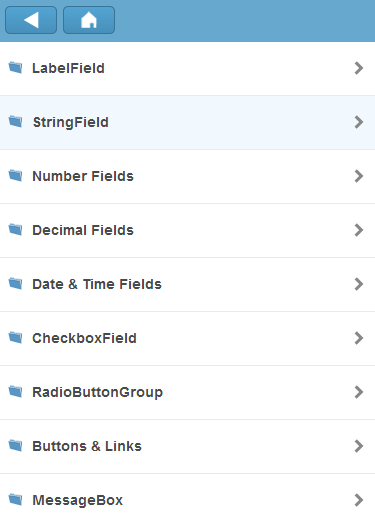 LabelField
StringField
Number Fields
Decimal Fields
Date & Time Fields
CheckboxField
RadioButtonGroup
Buttons & Links
MessageBox